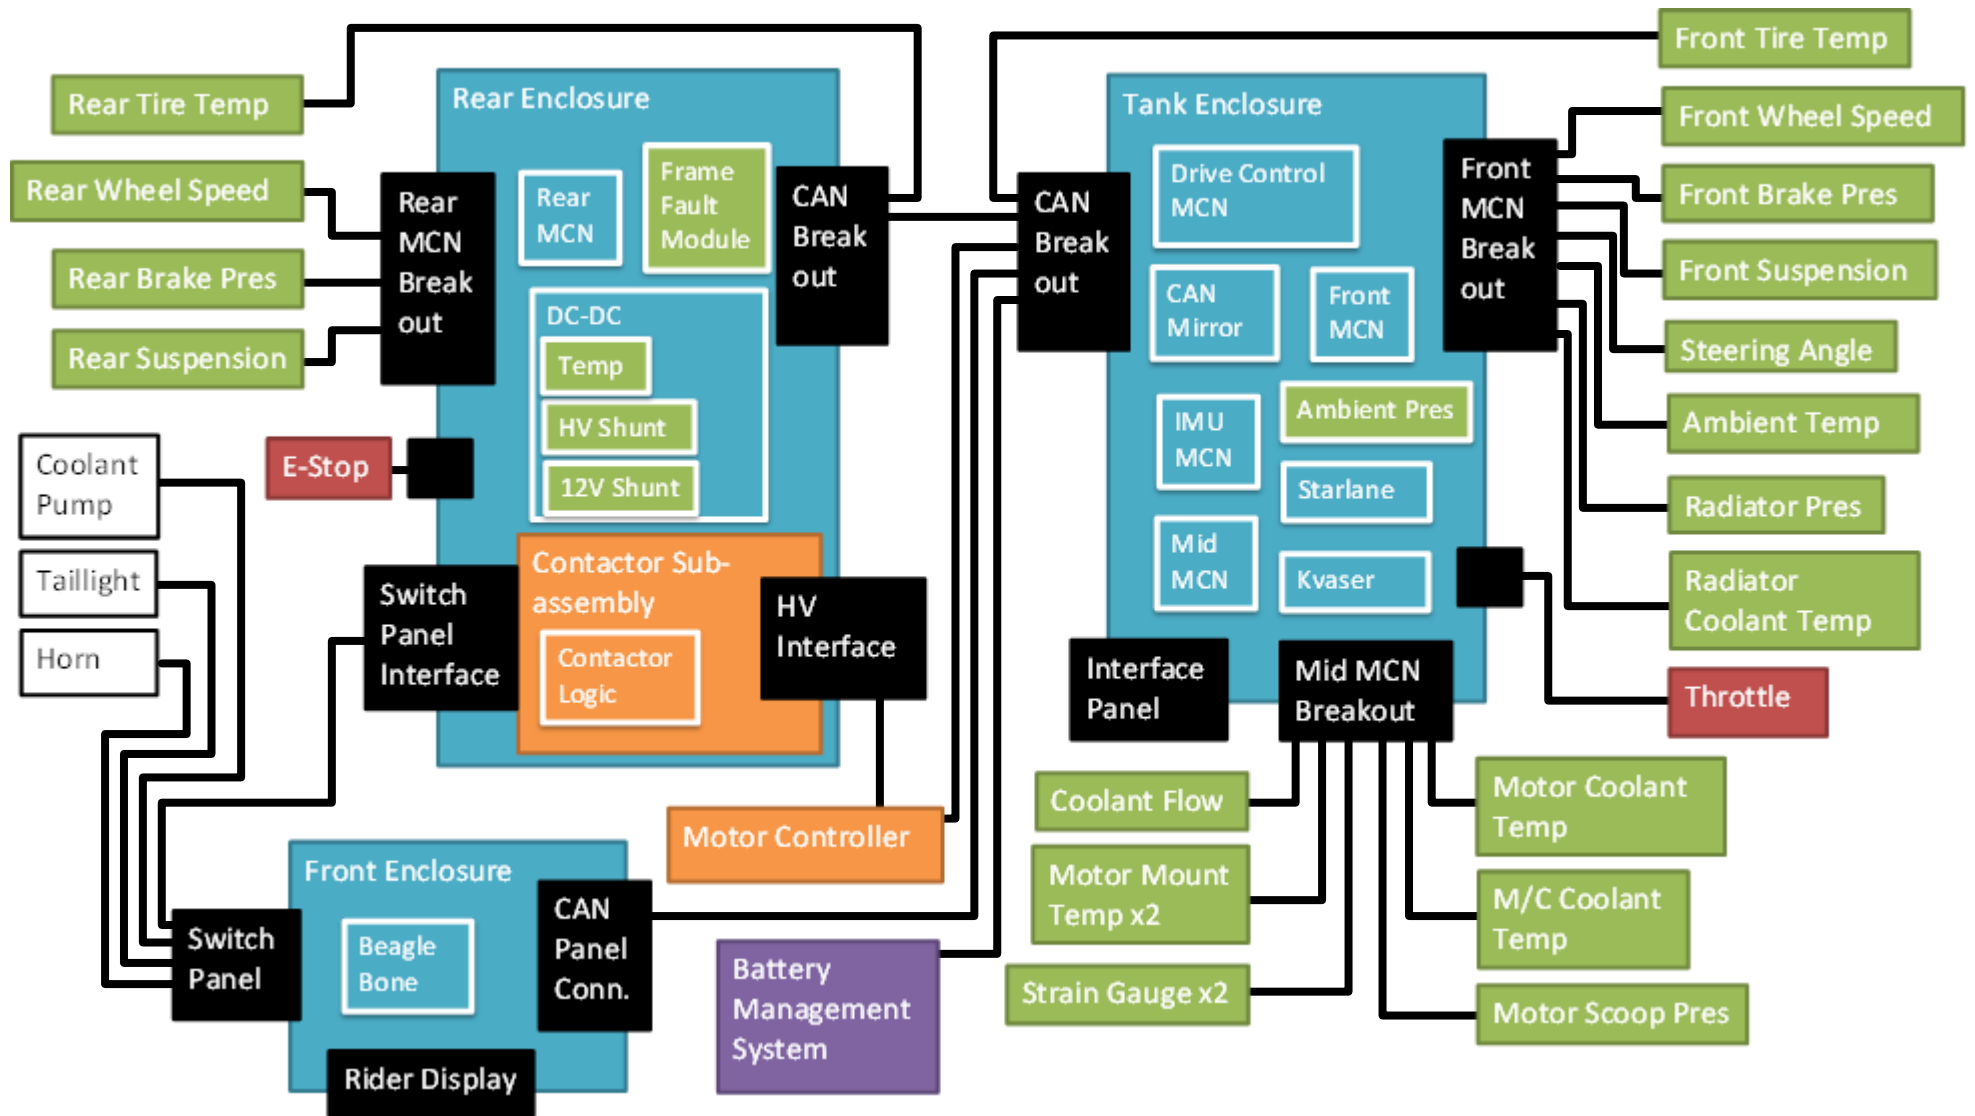 Rear Tire Temp
Rear Wheel Speed
Rear Brake Pres
Rear Suspension
Rear Enclosure
Rear
MCN
Break
out
Rear
MCN
Frame
Fault
Module
CAN
Break
out
DC-DC
Temp
HV Shunt
12V Shunt
E-Stop
Coolant
Pump
Taillight
Horn
Switch
Panel
Interface
Contactor Sub-
assembly
Contactor
Logic
HV
Interface
Motor Controller
Front Enclosure
Switch
Panel
Beagle
Bone
CAN
Panel
Conn.
Rider Display
Battery
Management
System
Tank Enclosure
CAN
Break
out
Drive Control
MCN
CAN
Mirror
Front
MCN
IMU
MCN
Ambient Pres
Starlane
Mid
MCN
Kvaser
Front
MCN
Break
out
Interface
Panel
Mid MCN
Breakout
Front Tire Temp
Front Wheel Speed
Front Brake Pres
Front Suspension
Steering Angle
Ambient Temp
Radiator Pres
Radiator
Coolant Temp
Throttle
Coolant Flow
Motor Mount
Temp x2
Strain Gauge x2
Motor Coolant
Temp
M/C Coolant
Temp
Motor Scoop Pres